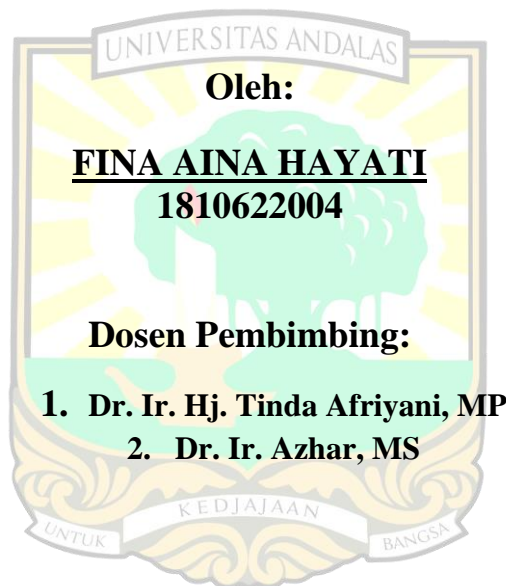 UNIVERSITAS ANDALAS
Oleh:
FINA AINA HAYATI
1810622004
Dosen Pembimbing:
1. Dr. Ir. Hj. Tinda Afriyani, MP
2. Dr. Ir. Azhar, MS
KEDJAJAAN
UNTUK
BANGSA